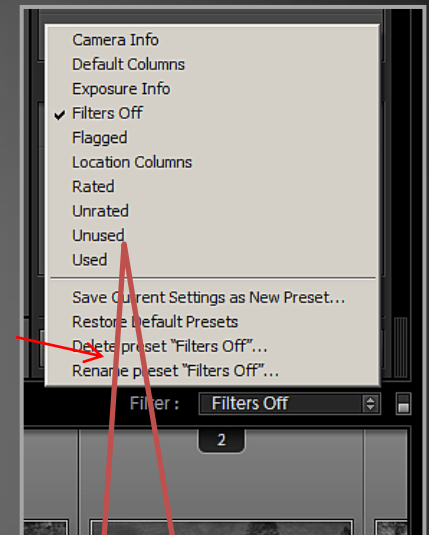 Camera Info
Default Columns
Exposure Info
Filters Off
Flagged
Location Columns
Rated
Unrated
Unused
Used
Save Current Settings as New Preset...
Restore Default Presets
Delete preset "Filters Off"...
Rename preset "Filters Off"...
Filter : Filters Off
2